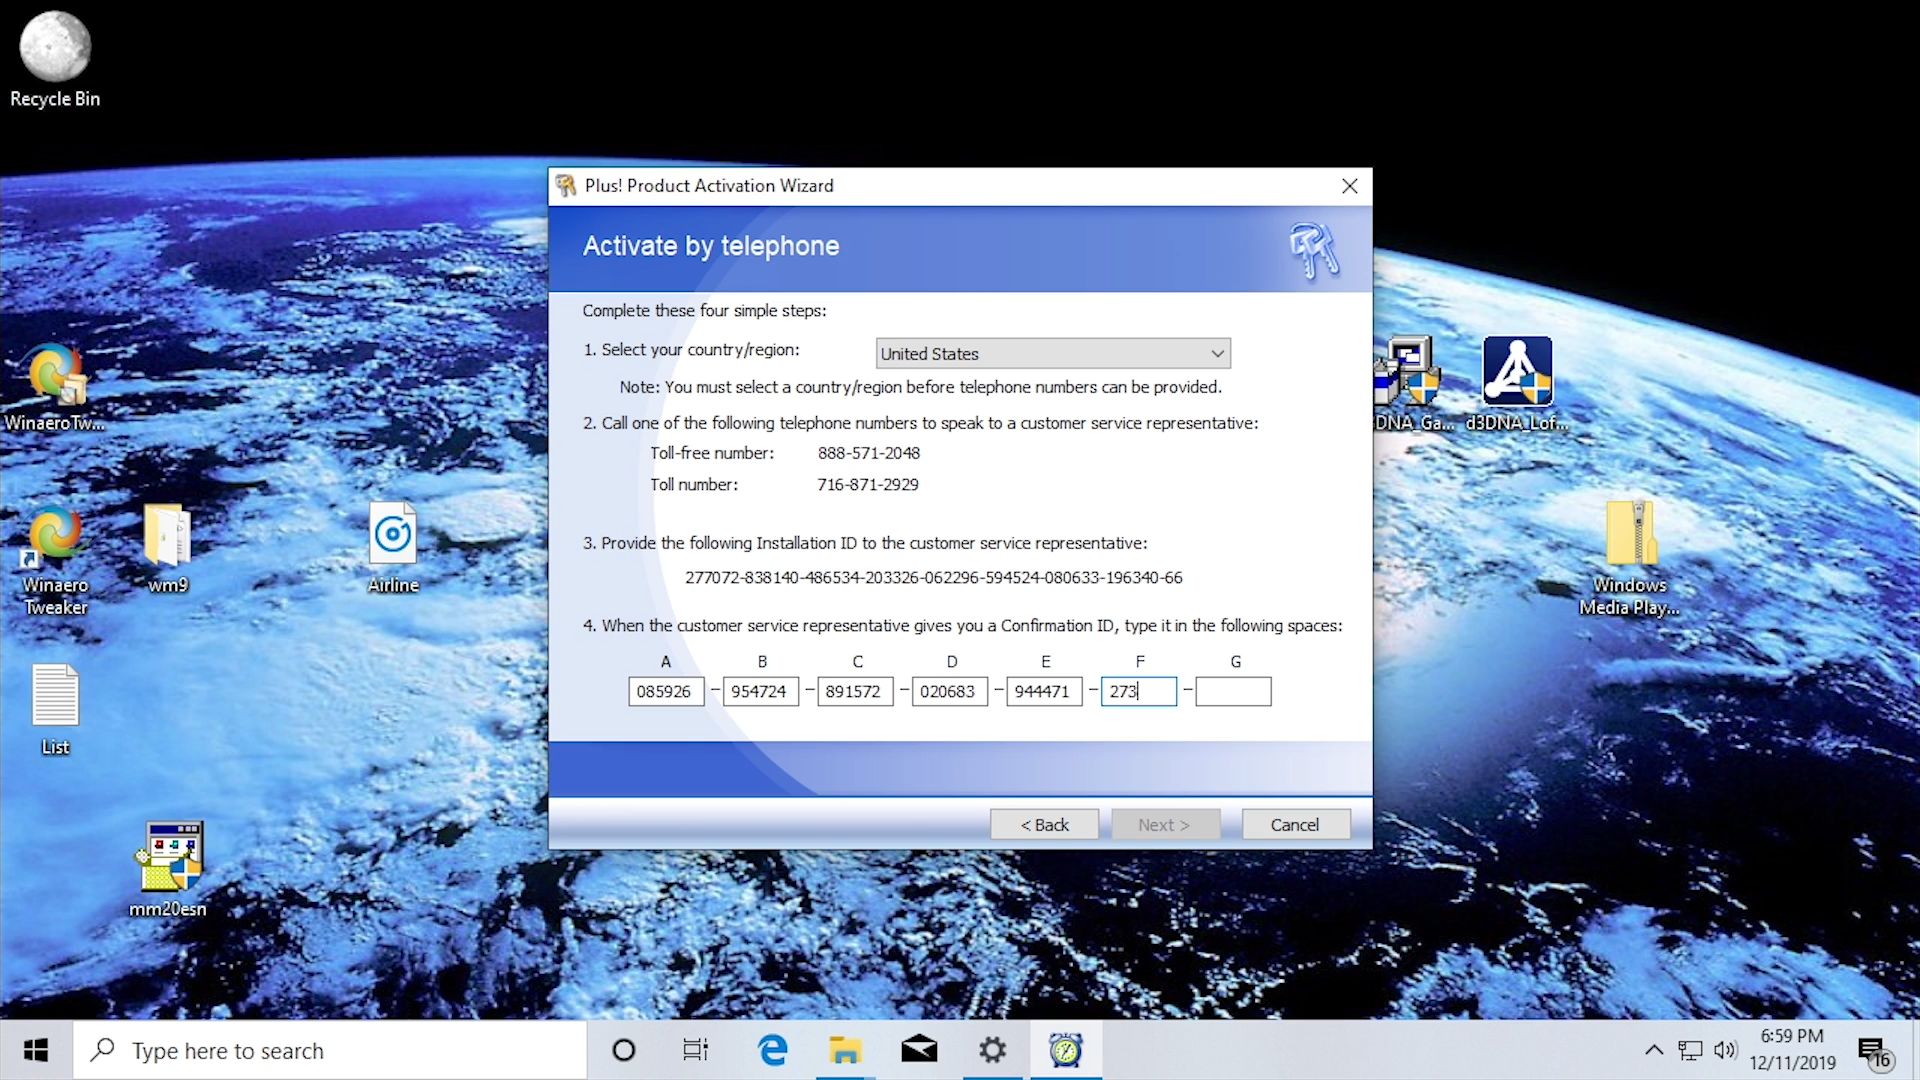 Recycle Bin
Plus! Product Activation Wizard
Activate by telephone
Complete these four simple steps:
1. Select your country/region:
United States
Note: You must select a country/region before telephone numbers can be provided.
2. Call one of the following telephone numbers to speak to a customer service representative:
Toll-free number: 888-571-2048
Toll number: 716-871-2929
3. Provide the following Installation ID to the customer service representative:
277072-838140-486534-203326-062296-594524-080633-196340-66
4. When the customer service representative gives you a Confirmation ID, type it in the following spaces:
A B C D E F G
085926 – 954724 – 891572 – 020683 – 944471 – 273 –
< Back Next > Cancel
WinaeroTw...
DNA_Ga...
d3DNA_Lof...
Winaero
Tweaker
wm9
Airline
Windows
Media Play...
List
mm20esn
Type here to search
6:59 PM
12/11/2019
16